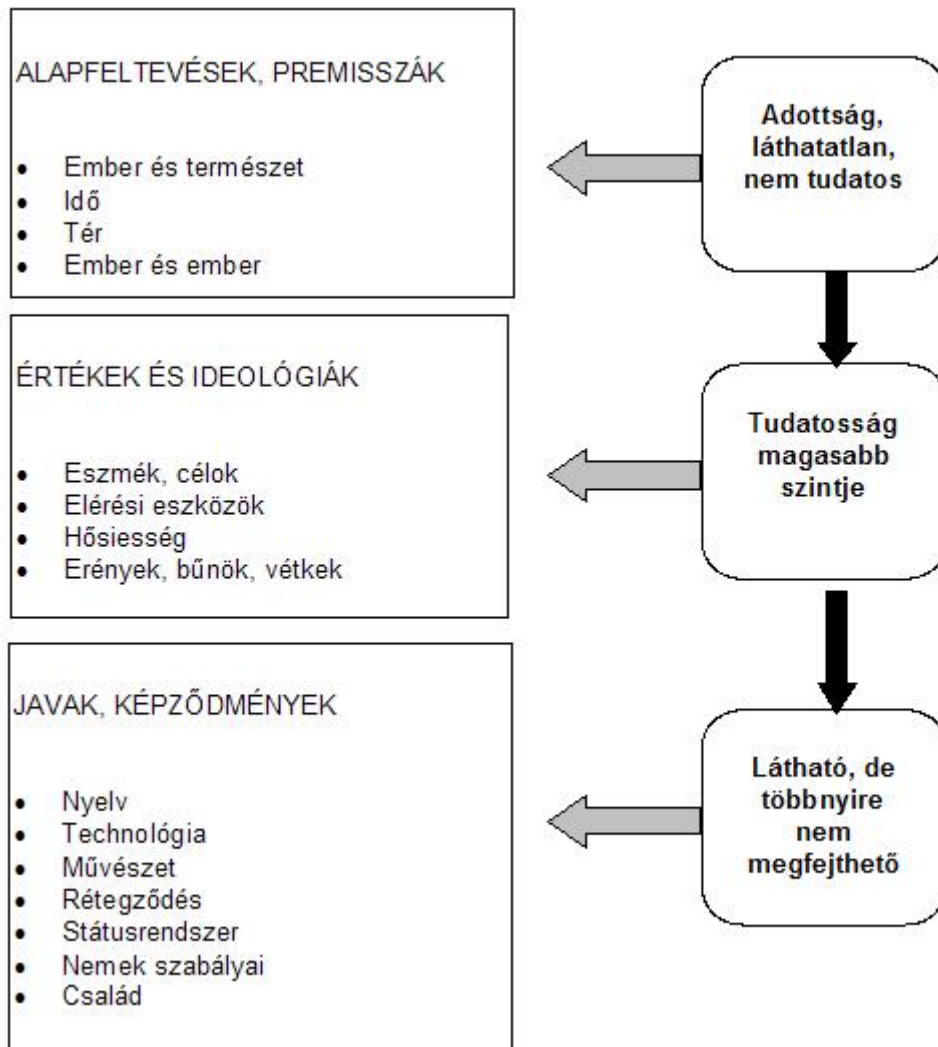 ALAPFELTEVÉSEK, PREMISSZÁK
• Ember és természet
• Idő
• Tér
• Ember és ember
Adottság,
láthatatlan,
nem tudatos
ÉRTÉKEK ÉS IDEOLÓGIÁK
• Eszmék, célok
• Elérési eszközök
• Hősiesség
• Erények, bűnök, vétkek
Tudatosság
magasabb
szintje
JAVAK, KÉPZŐDMÉNYEK
• Nyelv
• Technológia
• Művészet
• Rétegződés
• Státusrendszer
• Nemek szabályai
• Család
Látható, de
többnyire
nem
megfejthető